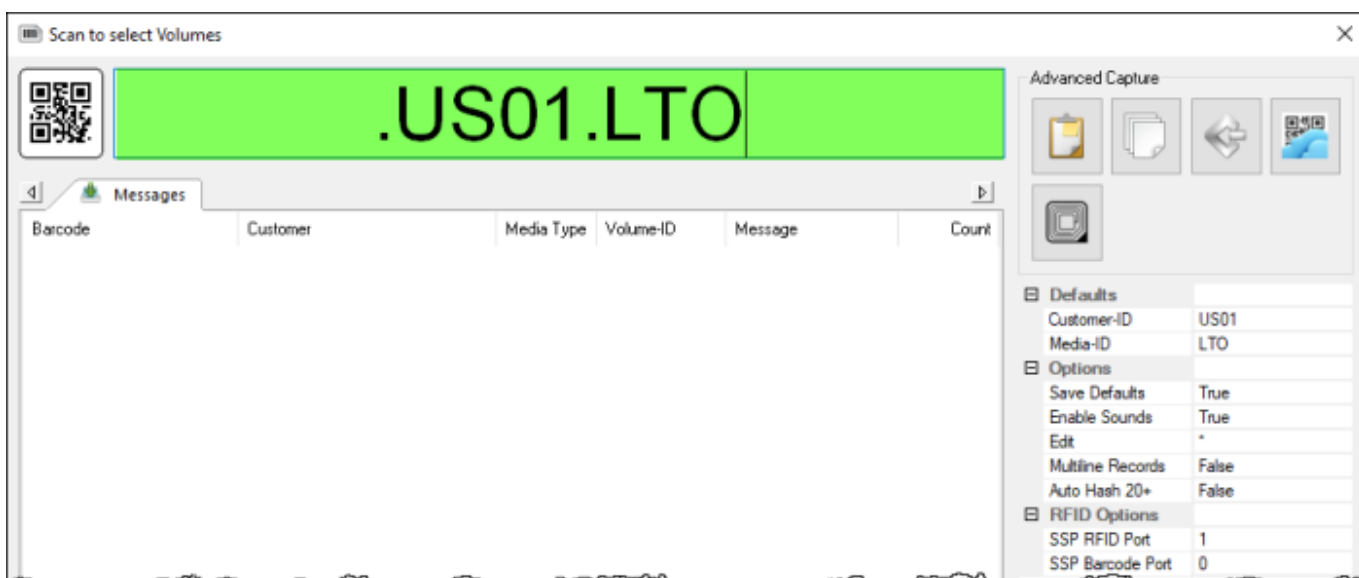 Scan to select Volumes
.US01.LTO
Messages
Barcode Customer Media Type Volume-ID Message Count
Advanced Capture
Defaults
Customer-ID US01
Media-ID LTO
Options
Save Defaults True
Enable Sounds True
Edit *
Multiline Records False
Auto Hash 20+ False
RFID Options
SSP RFID Port 1
SSP Barcode Port 0